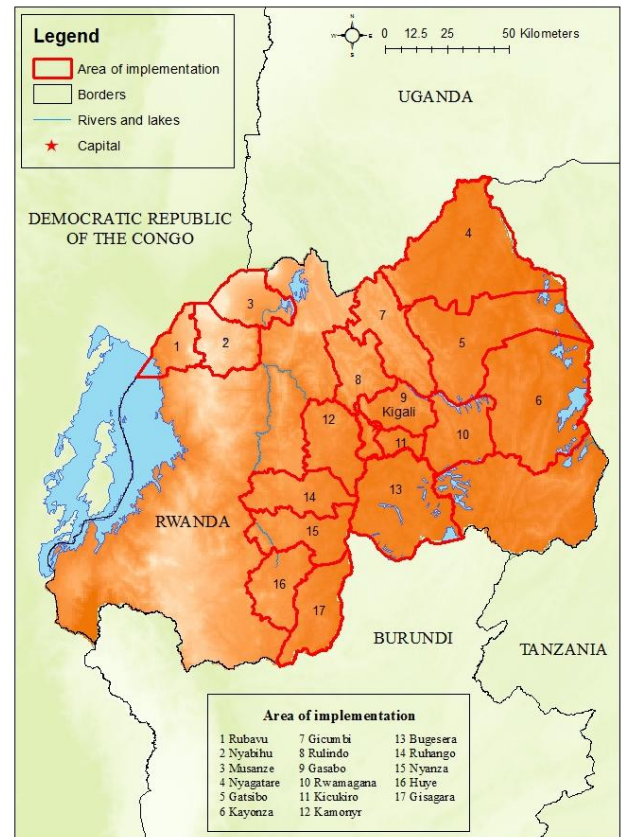 Legend
Area of implementation
Borders
Rivers and lakes
Capital
N
W E
S
0 12.5 25 50 Kilometers
UGANDA
DEMOCRATIC REPUBLIC
OF THE CONGO
4
3
7
1
2
5
8
6
9
Kigali
12
10
11
13
14
RWANDA
15
16
17
BURUNDI
TANZANIA
Area of implementation
1 Rubavu 7 Gicumbi 13 Bugesera
2 Nyabihu 8 Rulindo 14 Ruhango
3 Musanze 9 Gasabo 15 Nyanza
4 Nyagatare 10 Rwamagana 16 Huye
5 Gatsibo 11 Kicukiro 17 Gisagara
6 Kayonza 12 Kamonyr